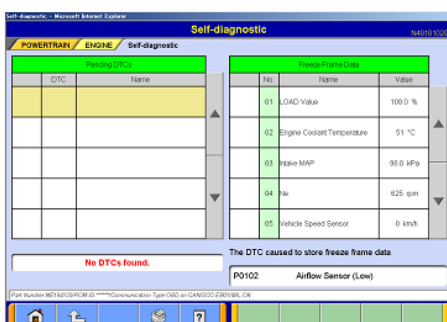 Self-diagnostic - Microsoft Internet Explorer
Self-diagnostic
POWERTRAIN ENGINE Self-diagnostic
Pending DTCs
DTC Name
No DTCs found.
Freeze Frame Data
No Name Value
01 LOAD Value 100.0 %
02 Engine Coolant Temperature 51 °C
03 Intake MAP 98.0 kPa
04 Ne 625 rpm
05 Vehicle Speed Sensor 0 km/h
The DTC caused to store freeze frame data
P0102 Airflow Sensor (Low)